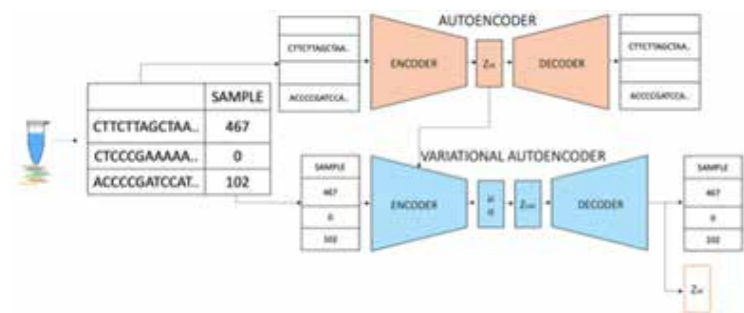 AUTOENCODER
CTTCTTAGCTAA..
ACCCCGATCCA..
ENCODER
DECODER
CTTCTTAGCTAA..
ACCCCGATCCA..
SAMPLE
CTTCTTAGCTAA.. 467
CTCCCGAAAAA.. 0
ACCCCGATCCAT.. 102
VARIATIONAL AUTOENCODER
SAMPLE
467
0
102
ENCODER
DECODER
SAMPLE
467
0
102